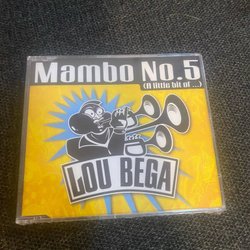 Mambo No.5
(A little bit of ...)
LOU BEGA